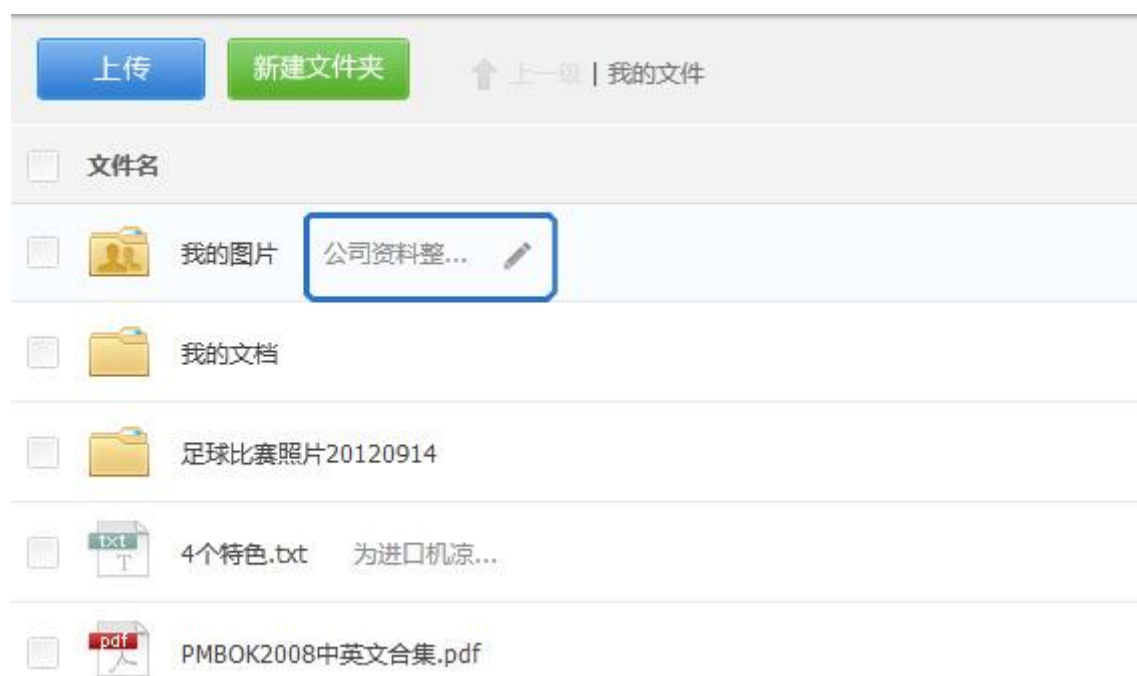 上传 新建文件夹 上一级 | 我的文件
文件名
我的图片 公司资料整...
我的文档
足球比赛照片20120914
txt T 4个特色.txt 为进口机凉...
pdf PMBOK2008中英文合集.pdf